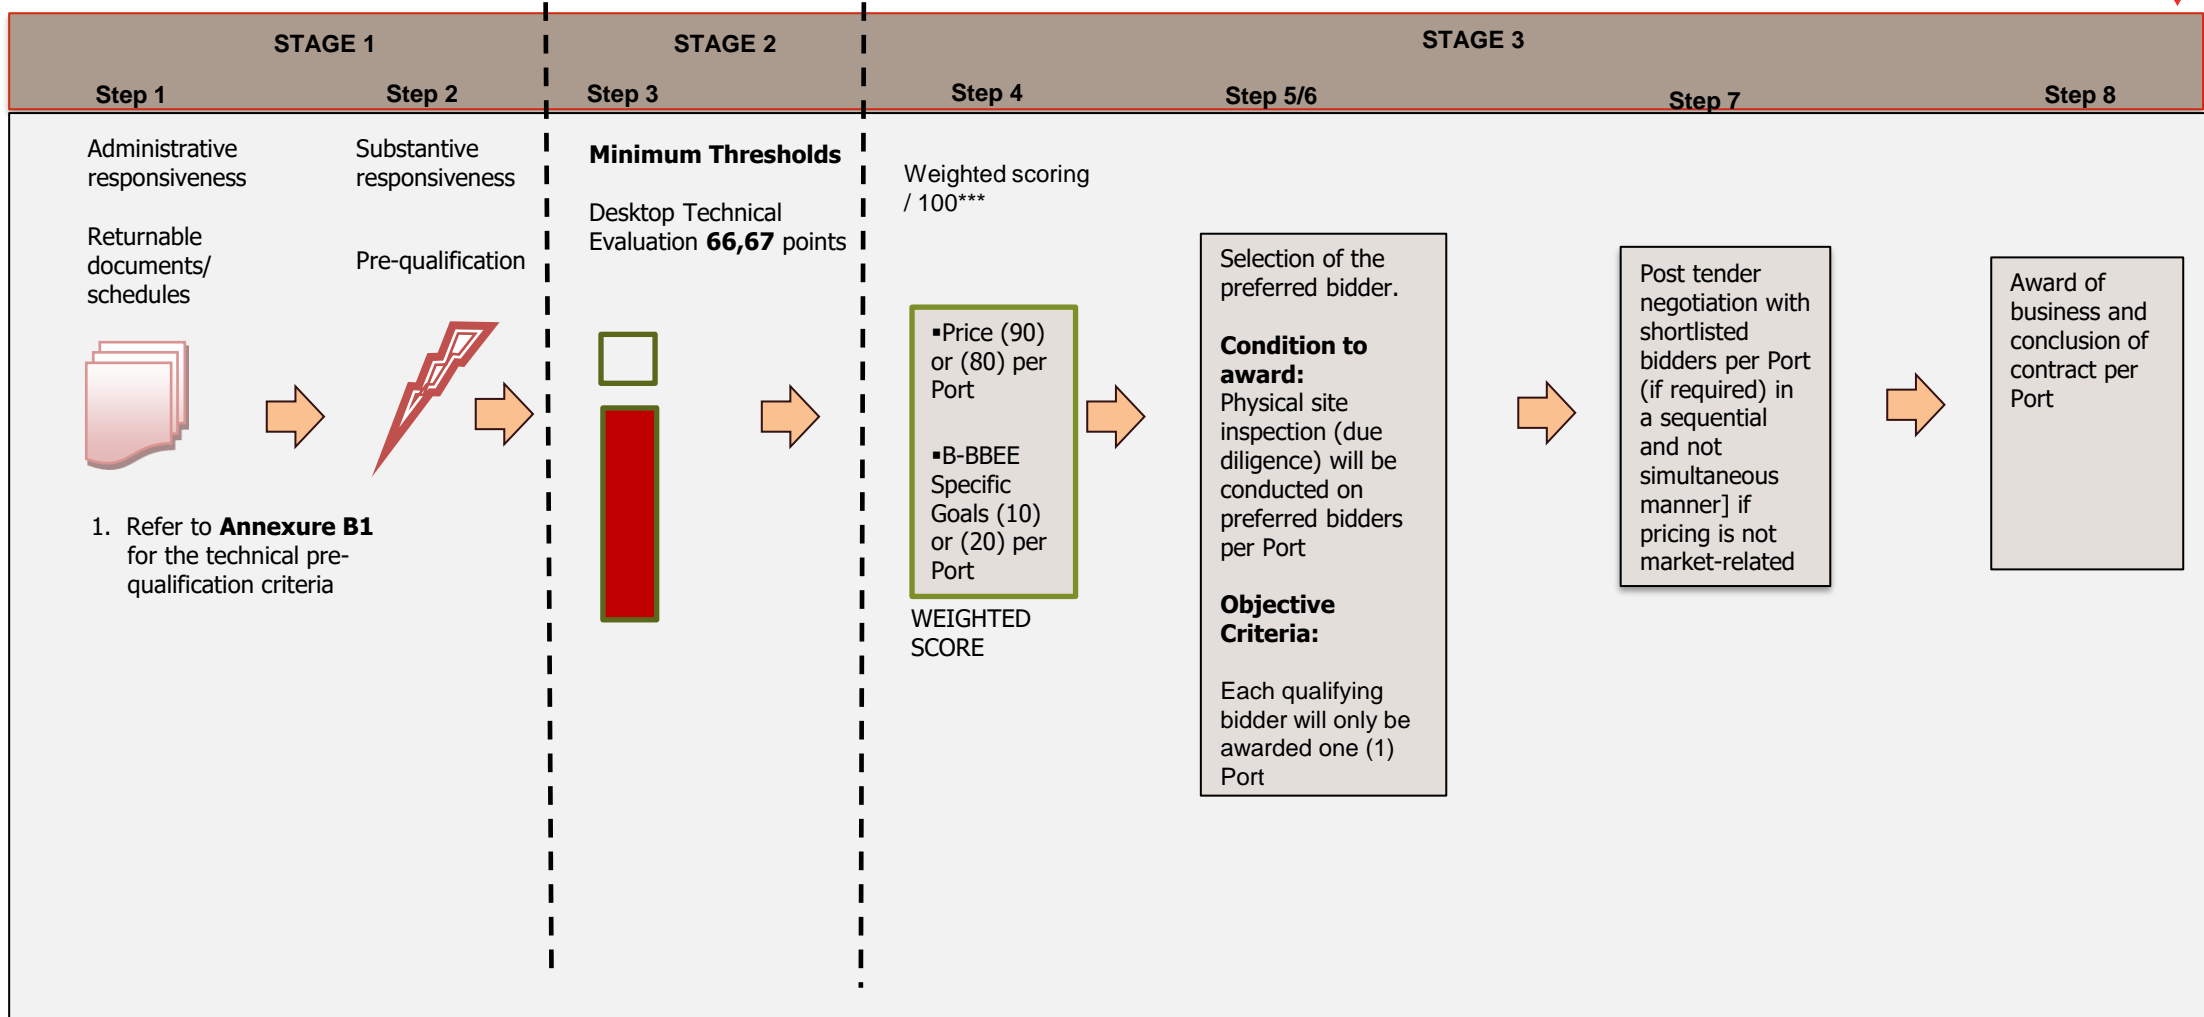 STAGE 1
STAGE 2
STAGE 3
Step 1
Step 2
Step 3
Step 4
Step 5/6
Step 7
Step 8
Administrative
responsiveness
Returnable
documents/
schedules
Substantive
responsiveness
Pre-qualification
1. Refer to Annexure B1
for the technical pre-
qualification criteria
Minimum Thresholds
Desktop Technical
Evaluation 66,67 points
Weighted scoring
/ 100***
▪Price (90)
or (80) per
Port
▪B-BBEE
Specific
Goals (10)
or (20) per
Port
WEIGHTED
SCORE
Selection of the
preferred bidder.
Condition to
award:
Physical site
inspection (due
diligence) will be
conducted on
preferred bidders
per Port
Objective
Criteria:
Each qualifying
bidder will only be
awarded one (1)
Port
Post tender
negotiation with
shortlisted
bidders per Port
(if required) in
a sequential
and not
simultaneous
manner] if
pricing is not
market-related
Award of
business and
conclusion of
contract per
Port